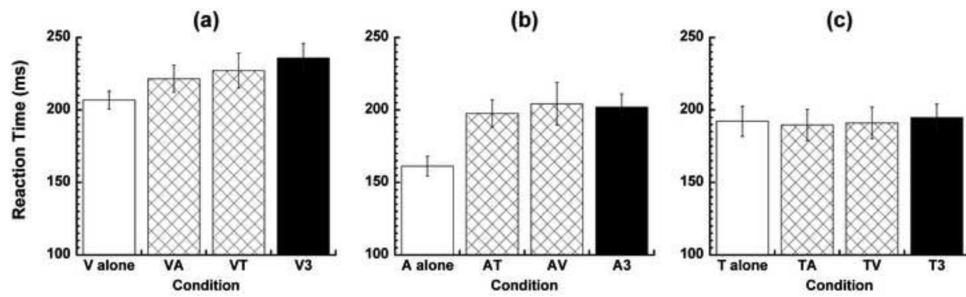 (a) (b) (c)
Reaction Time (ms)
250 250 250
200 200 200
150 150 150
100 100 100
V alone VA VT V3 A alone AT AV A3 T alone TA TV T3
Condition Condition Condition